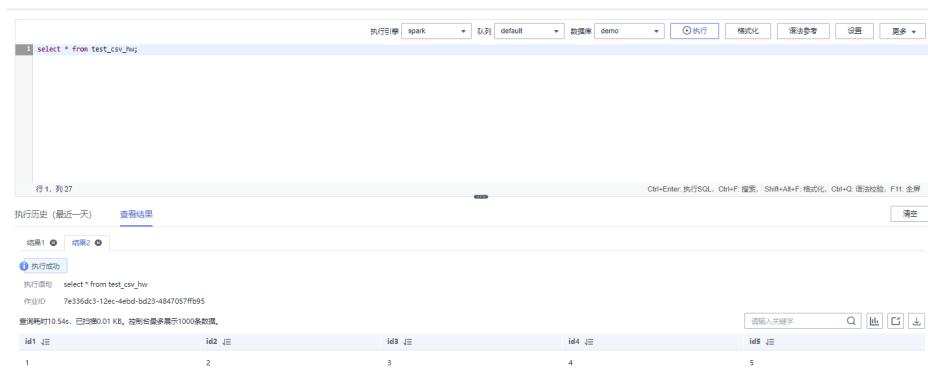 执行引擎 spark 队列 default 数据库 demo 执行 格式化 语法参考 设置 更多
1 select * from test_csv_hw;
行 1，列 27 Ctrl+Enter: 执行SQL，Ctrl+F: 搜索， Shift+Alt+F: 格式化，Ctrl+Q: 语法校验，F11: 全屏
执行历史（最近一天） 查看结果 清空
结果1 结果2
执行成功
执行语句 select * from test_csv_hw
作业ID 7e336dc3-12ec-4ebd-bd23-4847057ffb95
查询耗时10.54s，已扫描0.01 KB。控制台最多展示1000条数据。 请输入关键字
id1 id2 id3 id4 id5
1 2 3 4 5